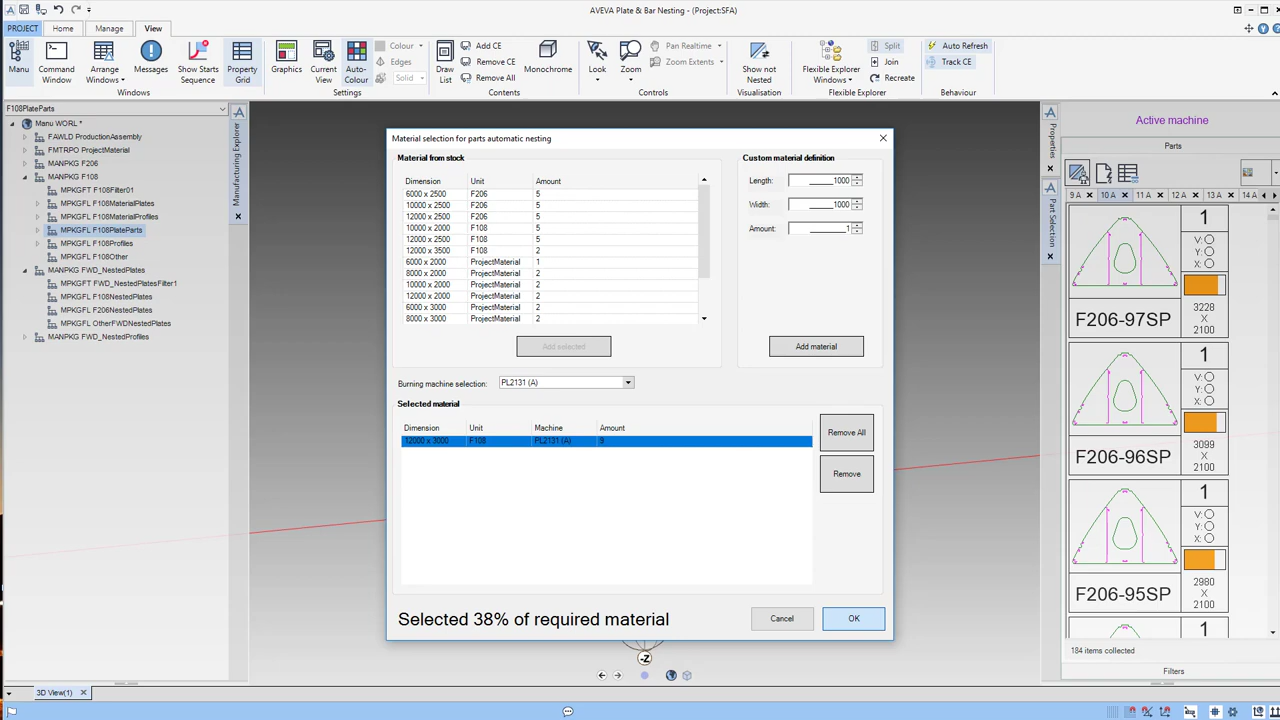 AVEVA Plate & Bar Nesting - (Project:SFA)
PROJECT Home Manage View
Manu
Command Window
Arrange Windows
Messages
Show Starts Sequence
Property Grid
Windows
Graphics
Current View
Auto-Colour
Colour
Edges
Solid
Settings
Draw List
Add CE
Remove CE
Remove All
Monochrome
Contents
Look
Zoom
Pan Realtime
Zoom Extents
Controls
Show not Nested
Visualisation
Flexible Explorer Windows
Split
Join
Recreate
Flexible Explorer
Auto Refresh
Track CE
Behaviour
F108PlateParts
Manu WORL *
FAWLD ProductionAssembly
FMTRPO ProjectMaterial
MANPKG F206
MANPKG F108
MPKGFT F108Filter01
MPKGFL F108MaterialPlates
MPKGFL F108MaterialProfiles
MPKGFL F108PlateParts
MPKGFL F108Profiles
MPKGFL F108Other
MANPKG FWD_NestedPlates
MPKGFT FWD_NestedPlatesFilter1
MPKGFL F108NestedPlates
MPKGFL F206NestedPlates
MPKGFL OtherFWDNestedPlates
MANPKG FWD_NestedProfiles
Manufacturing Explorer
Material selection for parts automatic nesting
Material from stock
Dimension Unit Amount
6000 x 2500 F206 5
10000 x 2500 F206 5
12000 x 2500 F206 5
10000 x 2000 F108 5
12000 x 2500 F108 5
12000 x 3500 F108 2
6000 x 2000 ProjectMaterial 1
8000 x 2000 ProjectMaterial 2
10000 x 2000 ProjectMaterial 2
12000 x 2000 ProjectMaterial 2
6000 x 3000 ProjectMaterial 2
8000 x 3000 ProjectMaterial 2
Add selected
Custom material definition
Length: ______1000
Width: ______1000
Amount: _________1
Add material
Burning machine selection: PL2131 (A)
Selected material
Dimension Unit Machine Amount
12000 x 3000 F108 PL2131 (A) 9
Remove All
Remove
Selected 38% of required material
Cancel
OK
-Z
Properties
Part Selection
Active machine
Parts
9 A 10 A 12 A 13 A 14 A
1
V:
Y:
X:
F206-97SP
3228
X
2100
1
V:
Y:
X:
F206-96SP
3099
X
2100
1
V:
Y:
X:
F206-95SP
2980
X
2100
1
V:
184 items collected
Filters
3D View(1)